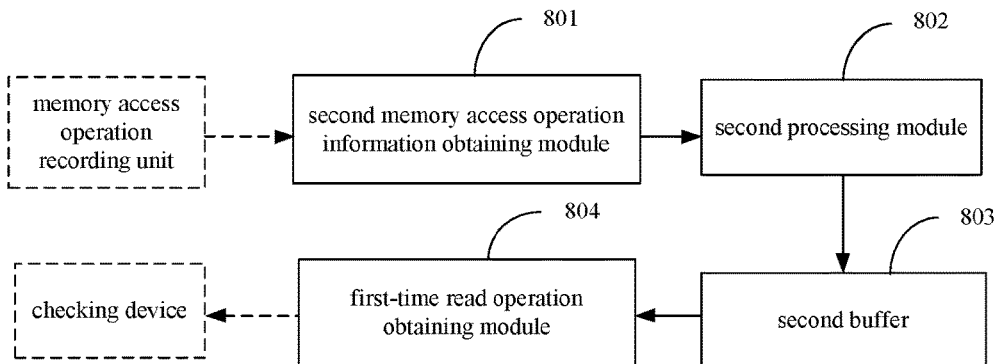 801
802
memory access
operation
recording unit
second memory access operation
information obtaining module
second processing module
804
803
checking device
first-time read operation
obtaining module
second buffer